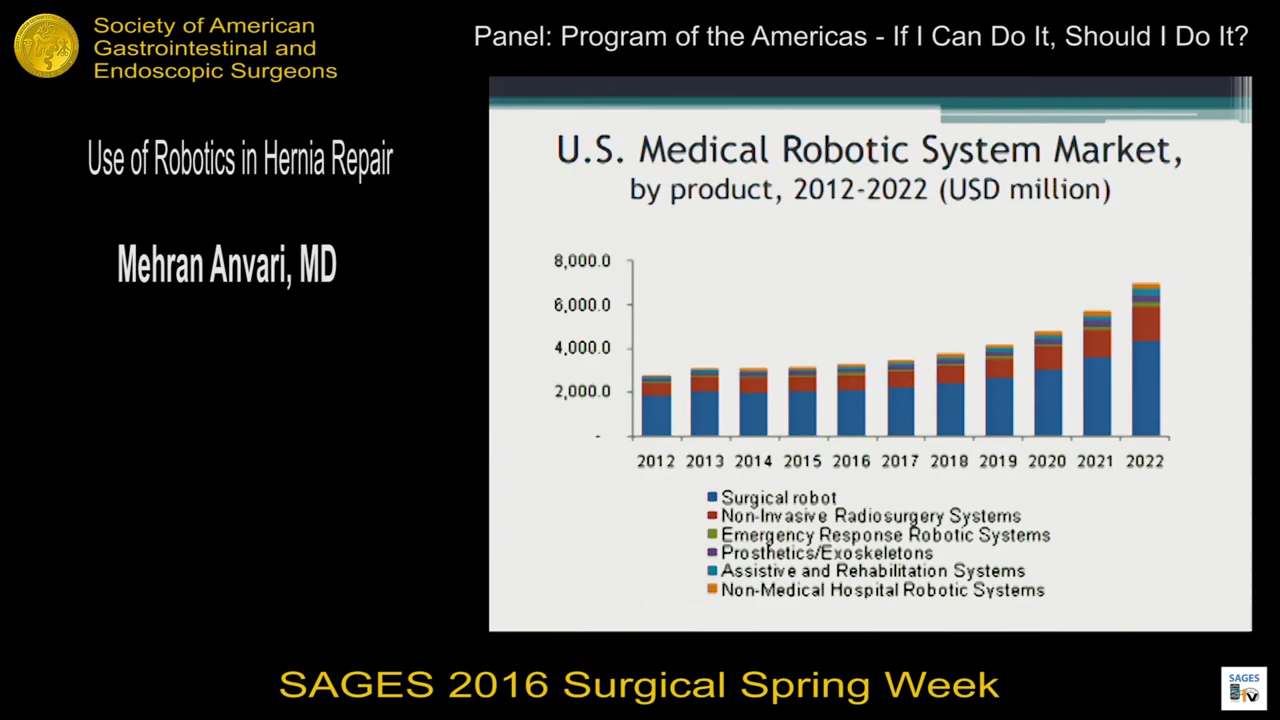 Society of American
Gastrointestinal and
Endoscopic Surgeons
Panel: Program of the Americas - If I Can Do It, Should I Do It?
Use of Robotics in Hernia Repair
Mehran Anvari, MD
U.S. Medical Robotic System Market,
by product, 2012-2022 (USD million)
8,000.0
6,000.0
4,000.0
2,000.0
-
2012 2013 2014 2015 2016 2017 2018 2019 2020 2021 2022
Surgical robot
Non-Invasive Radiosurgery Systems
Emergency Response Robotic Systems
Prosthetics/Exoskeletons
Assistive and Rehabilitation Systems
Non-Medical Hospital Robotic Systems
SAGES 2016 Surgical Spring Week
SAGES
TV